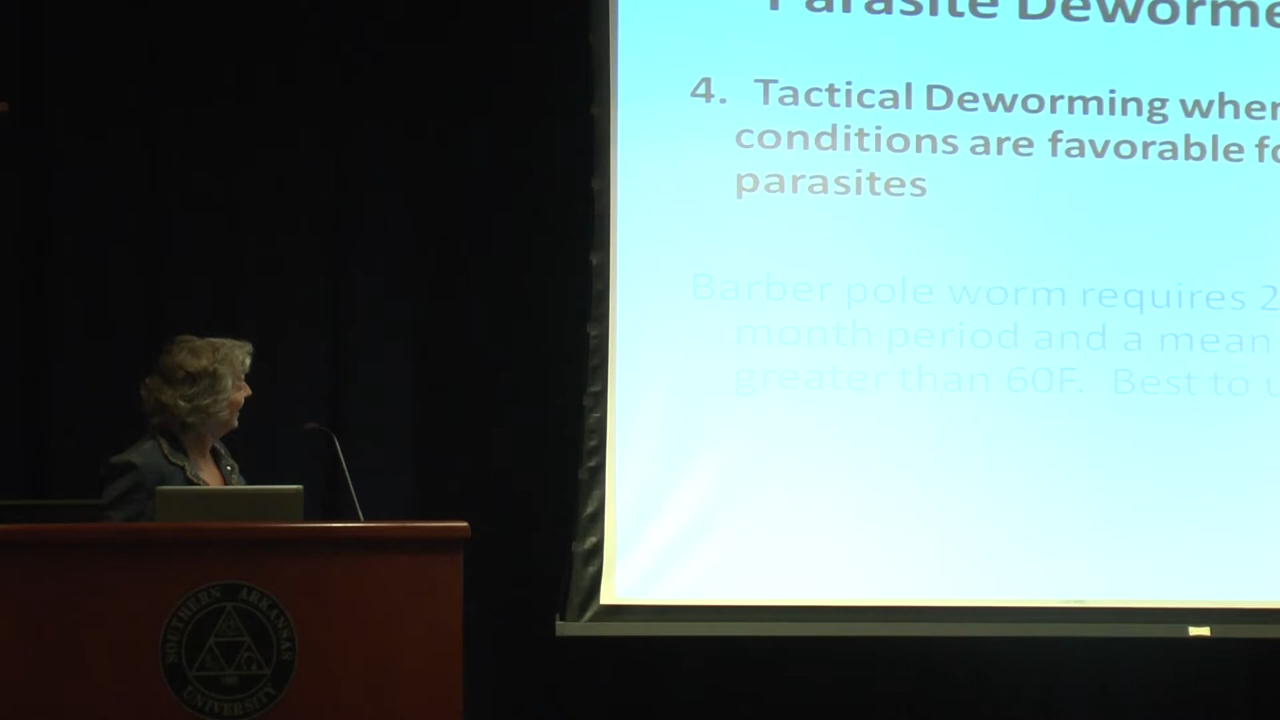 Parasite Deworme
4. Tactical Deworming when
conditions are favorable fo
parasites
Barber pole worm requires 2
month period and a mean
greater than 60F. Best to u
SOUTHERN ARKANSAS
UNIVERSITY